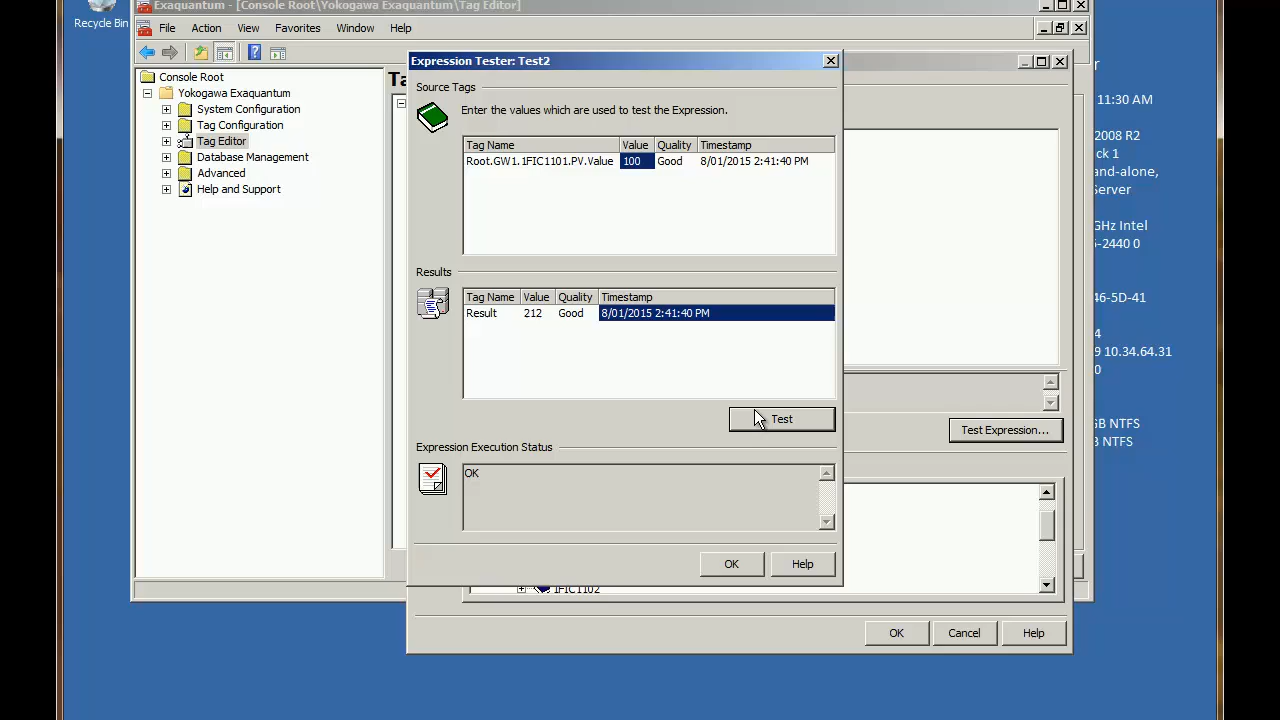 Recycle Bin
Exaquantum - [Console Root\Yokogawa Exaquantum\Tag Editor]
File Action View Favorites Window Help
Console Root
Yokogawa Exaquantum
System Configuration
Tag Configuration
Tag Editor
Database Management
Advanced
Help and Support
Ta
Expression Tester: Test2
Source Tags
Enter the values which are used to test the Expression.
Tag Name Value Quality Timestamp
Root.GW1.1FIC1101.PV.Value 100 Good 8/01/2015 2:41:40 PM
Results
Tag Name Value Quality Timestamp
Result 212 Good 8/01/2015 2:41:40 PM
Test
Expression Execution Status
OK
OK Help
Test Expression...
1FIC1102
OK Cancel Help
r
11:30 AM
2008 R2
ck 1
and-alone,
Server
GHz Intel
-2440 0
46-5D-41
4
9 10.34.64.31
0
GB NTFS
GB NTFS